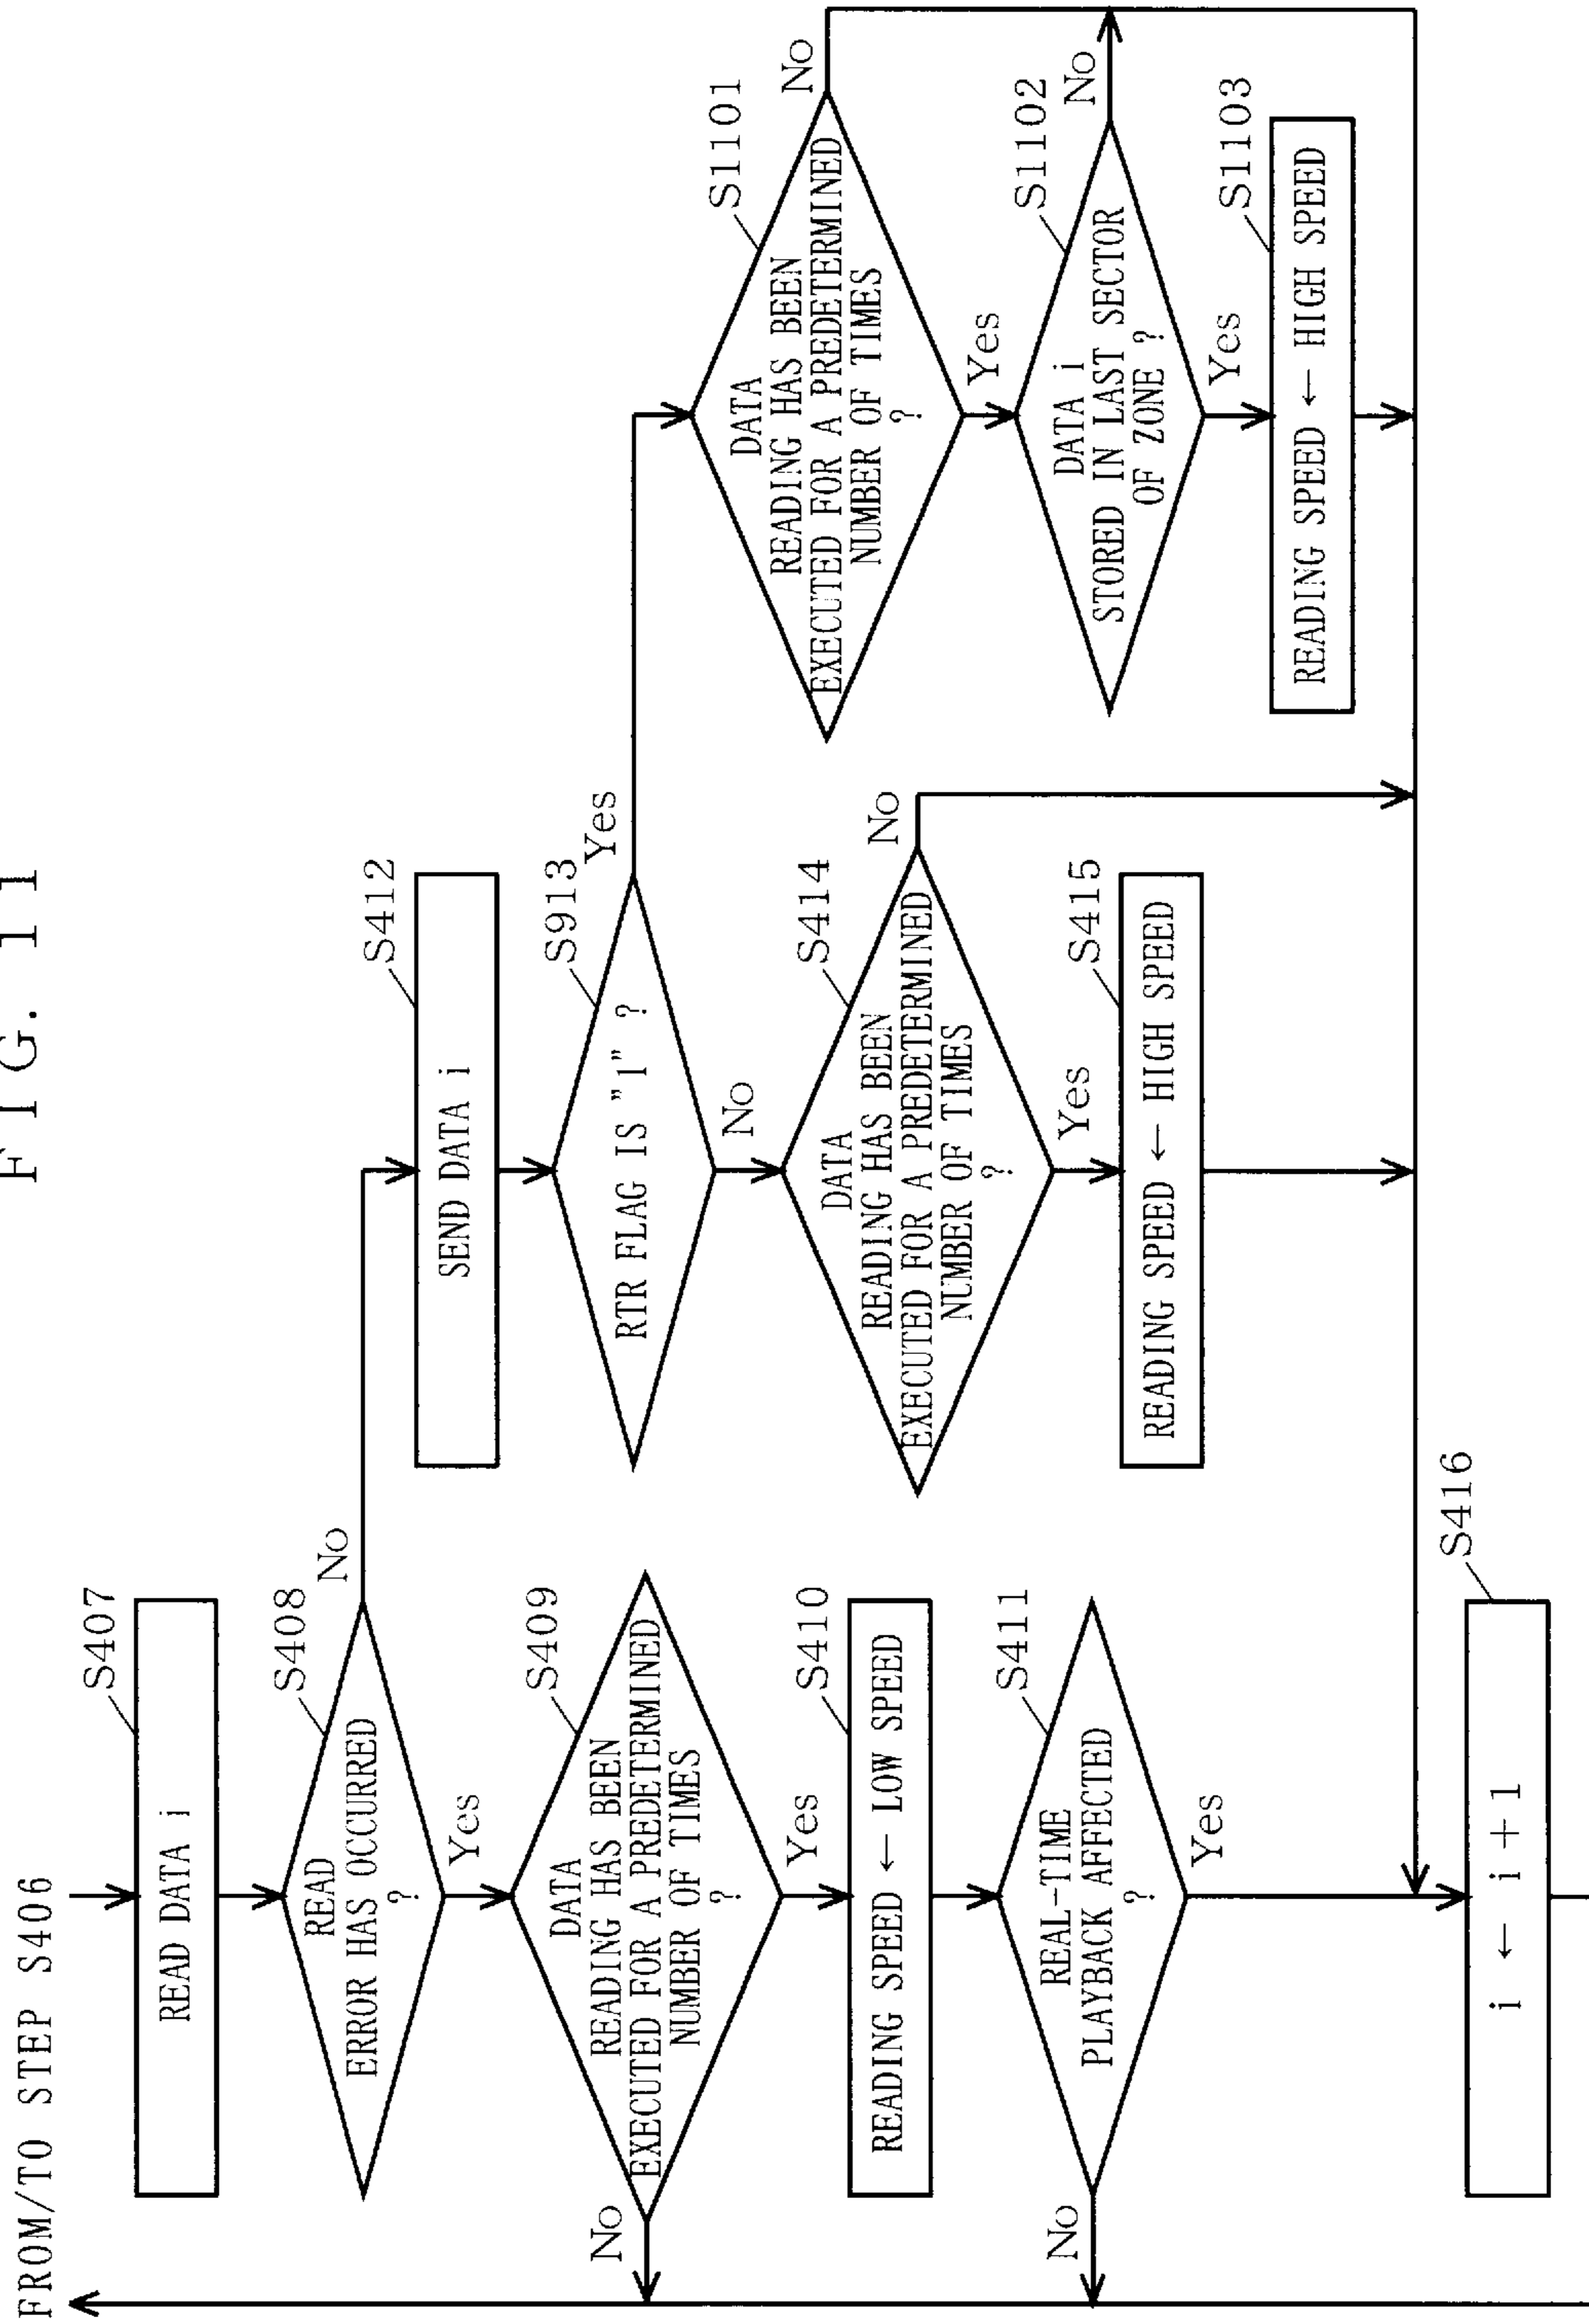 F I G. 11
FROM/TO STEP S406
S407
READ DATA i
S408
READ
ERROR HAS OCCURRED
?
No
Yes
S409
DATA
READING HAS BEEN
EXECUTED FOR A PREDETERMINED
NUMBER OF TIMES
?
No
Yes
S410
READING SPEED ← LOW SPEED
S411
REAL-TIME
PLAYBACK AFFECTED
?
No
Yes
S416
i ← i+1
S412
SEND DATA i
S913
RTR FLAG IS "1" ?
Yes
No
S414
DATA
READING HAS BEEN
EXECUTED FOR A PREDETERMINED
NUMBER OF TIMES
?
No
Yes
S415
READING SPEED ← HIGH SPEED
S1101
DATA
READING HAS BEEN
EXECUTED FOR A PREDETERMINED
NUMBER OF TIMES
?
No
Yes
S1102
DATA i
STORED IN LAST SECTOR
OF ZONE ?
No
Yes
S1103
READING SPEED ← HIGH SPEED